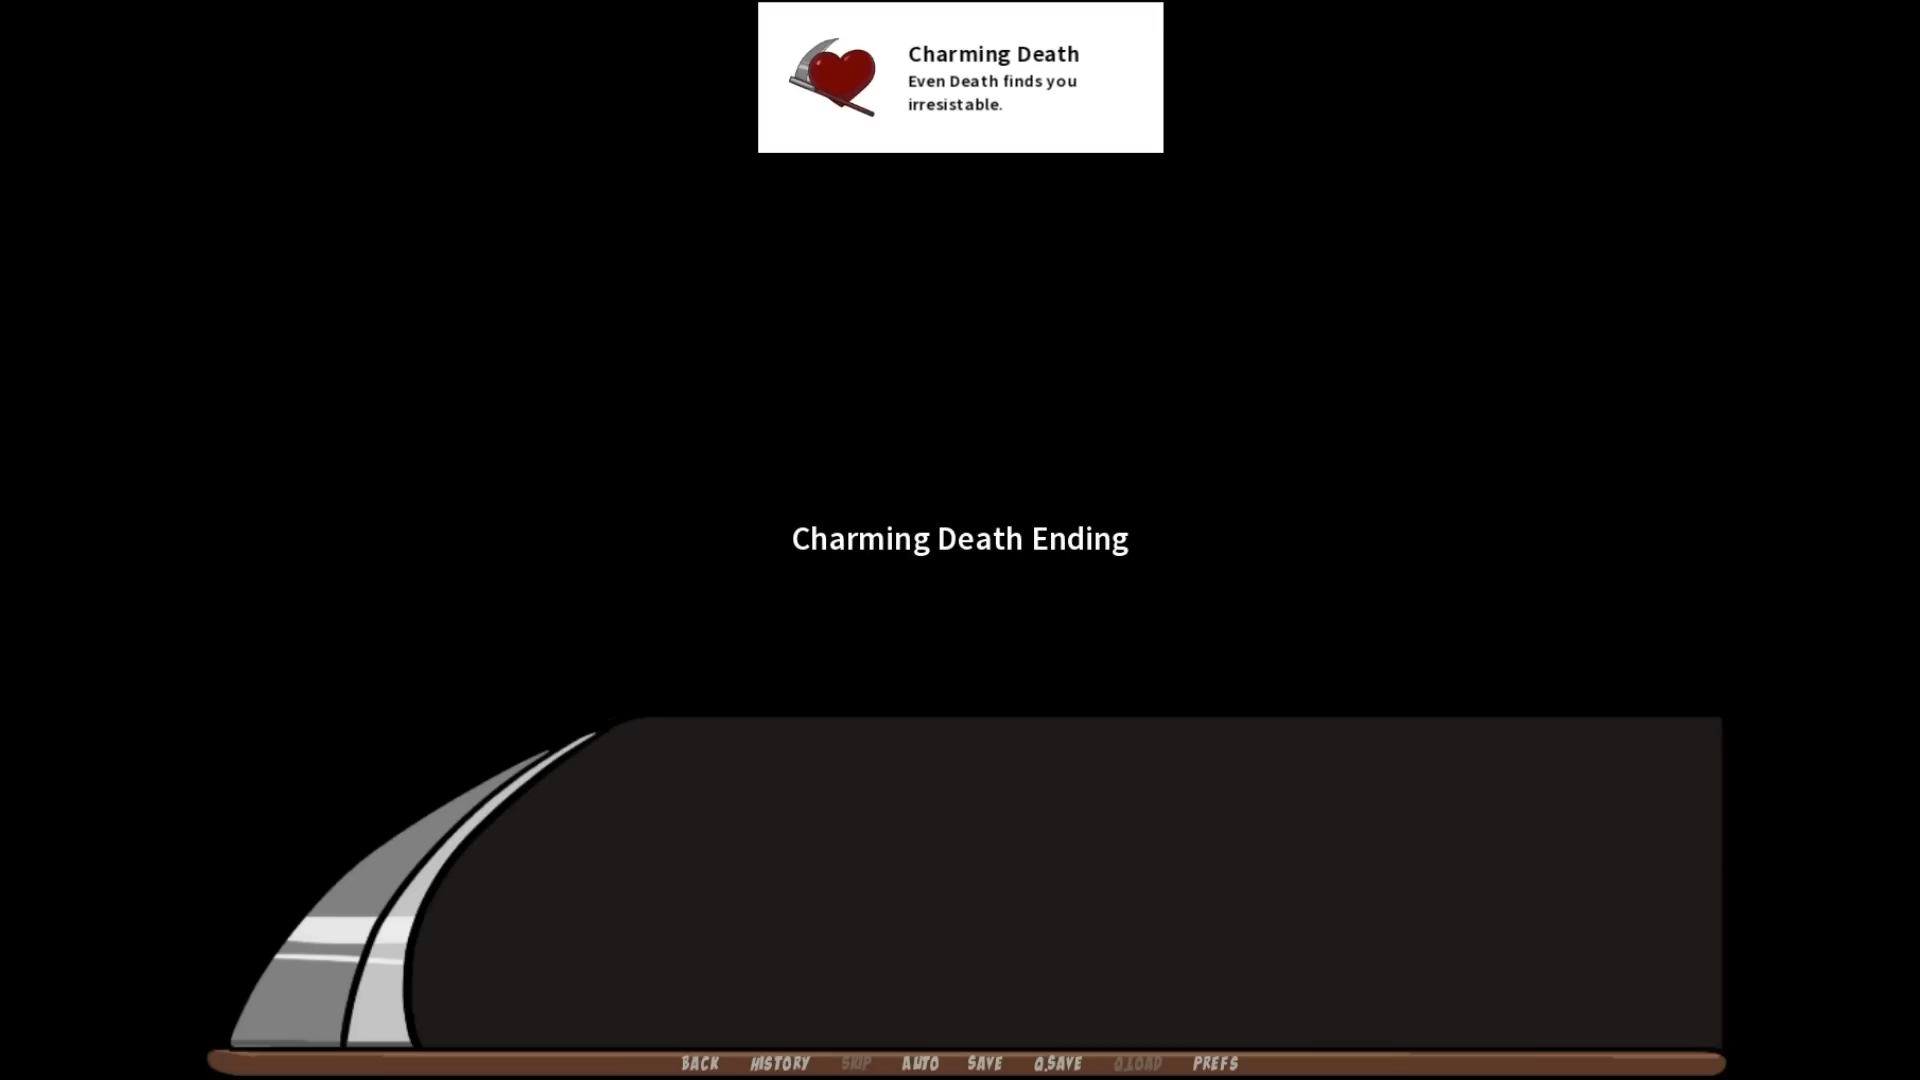 Charming Death
Even Death finds you
irresistable.
Charming Death Ending
BACK HISTORY SKIP AUTO SAVE Q.SAVE Q.LOAD PREFS